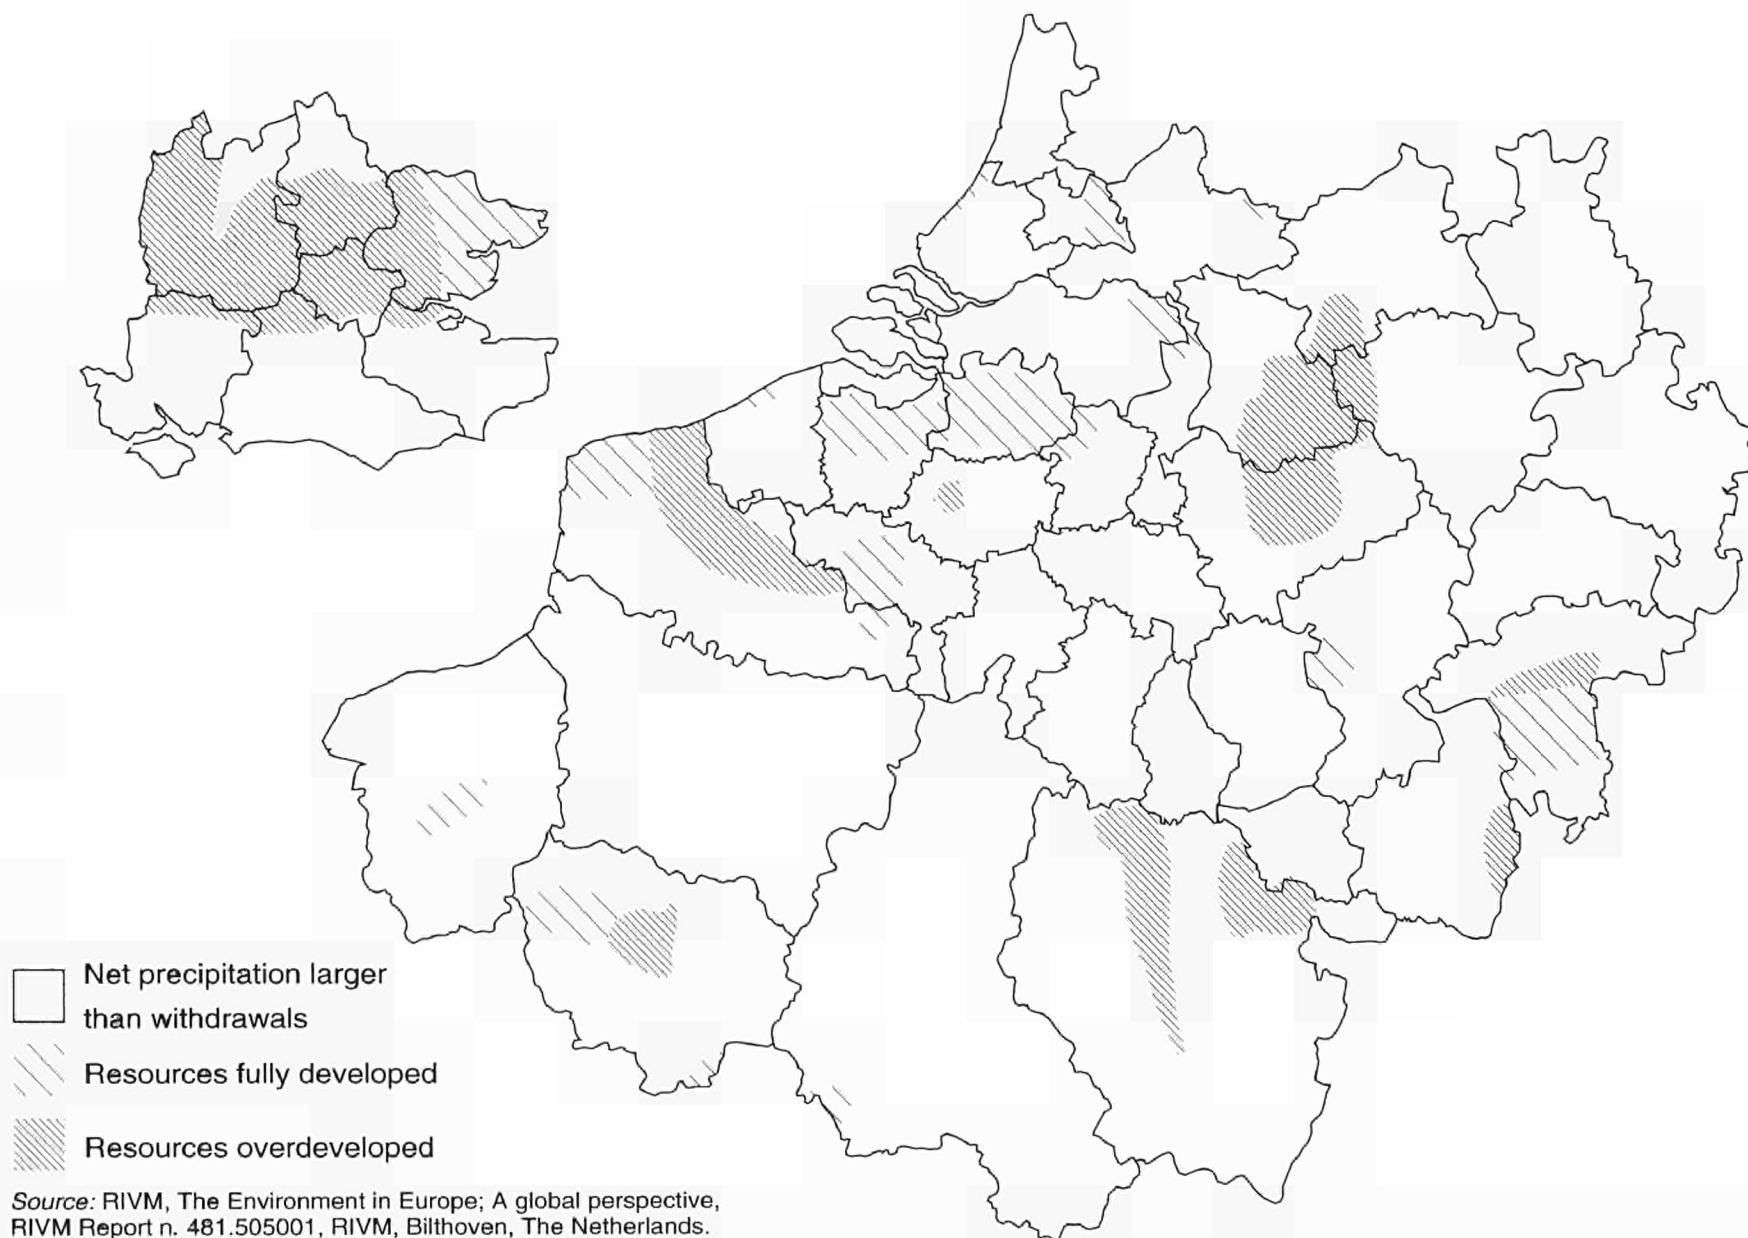 Net precipitation larger
than withdrawals
Resources fully developed
Resources overdeveloped
Source: RIVM, The Environment in Europe; A global perspective,
RIVM Report n. 481.505001, RIVM, Bilthoven, The Netherlands.